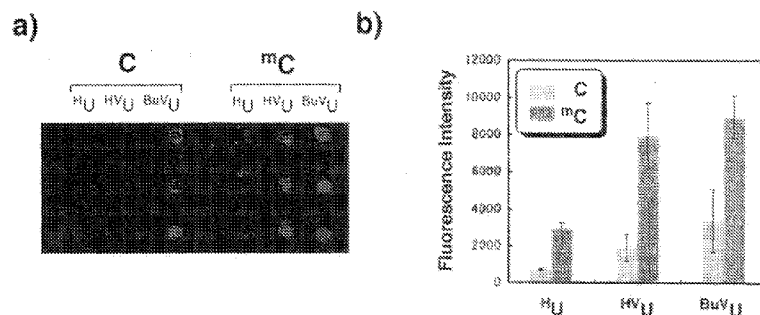 a)
C ᵐC
ᴴU ᴴⱽU ᴮᵘⱽU ᴴU ᴴⱽU ᴮᵘⱽU
b)
Fluorescence Intensity
12000
10000
8000
6000
4000
2000
0
C
ᵐC
ᴴU ᴴⱽU ᴮᵘⱽU